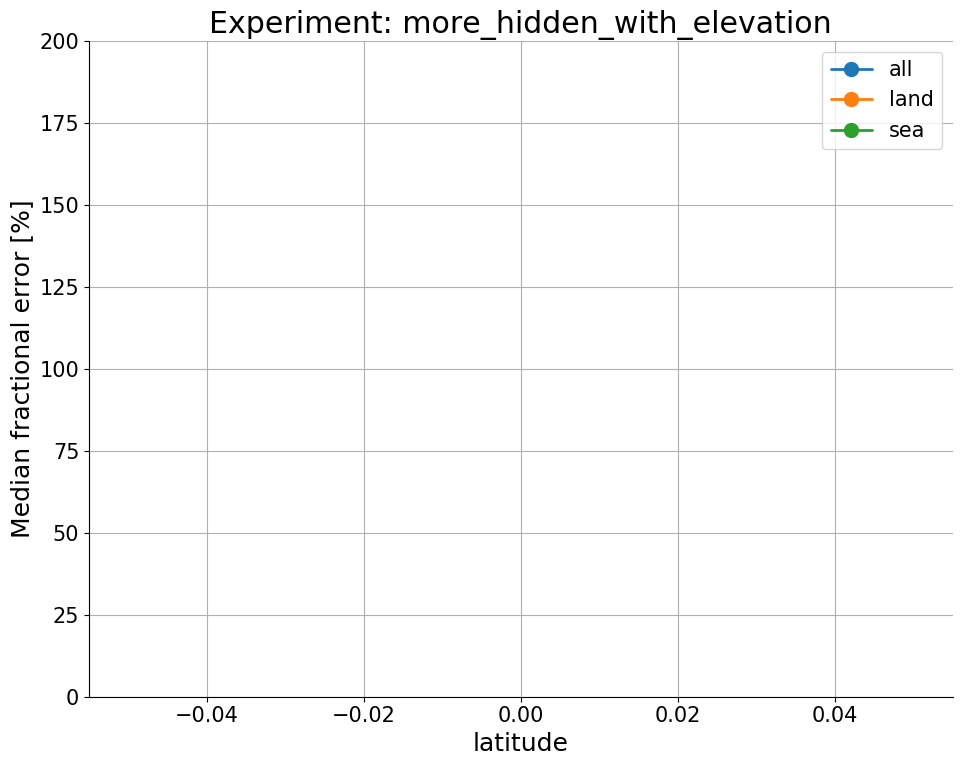 Experiment: more_hidden_with_elevation
all
land
sea
Median fractional error [%]
200
175
150
125
100
75
50
25
0
−0.04
−0.02
0.00
0.02
0.04
latitude